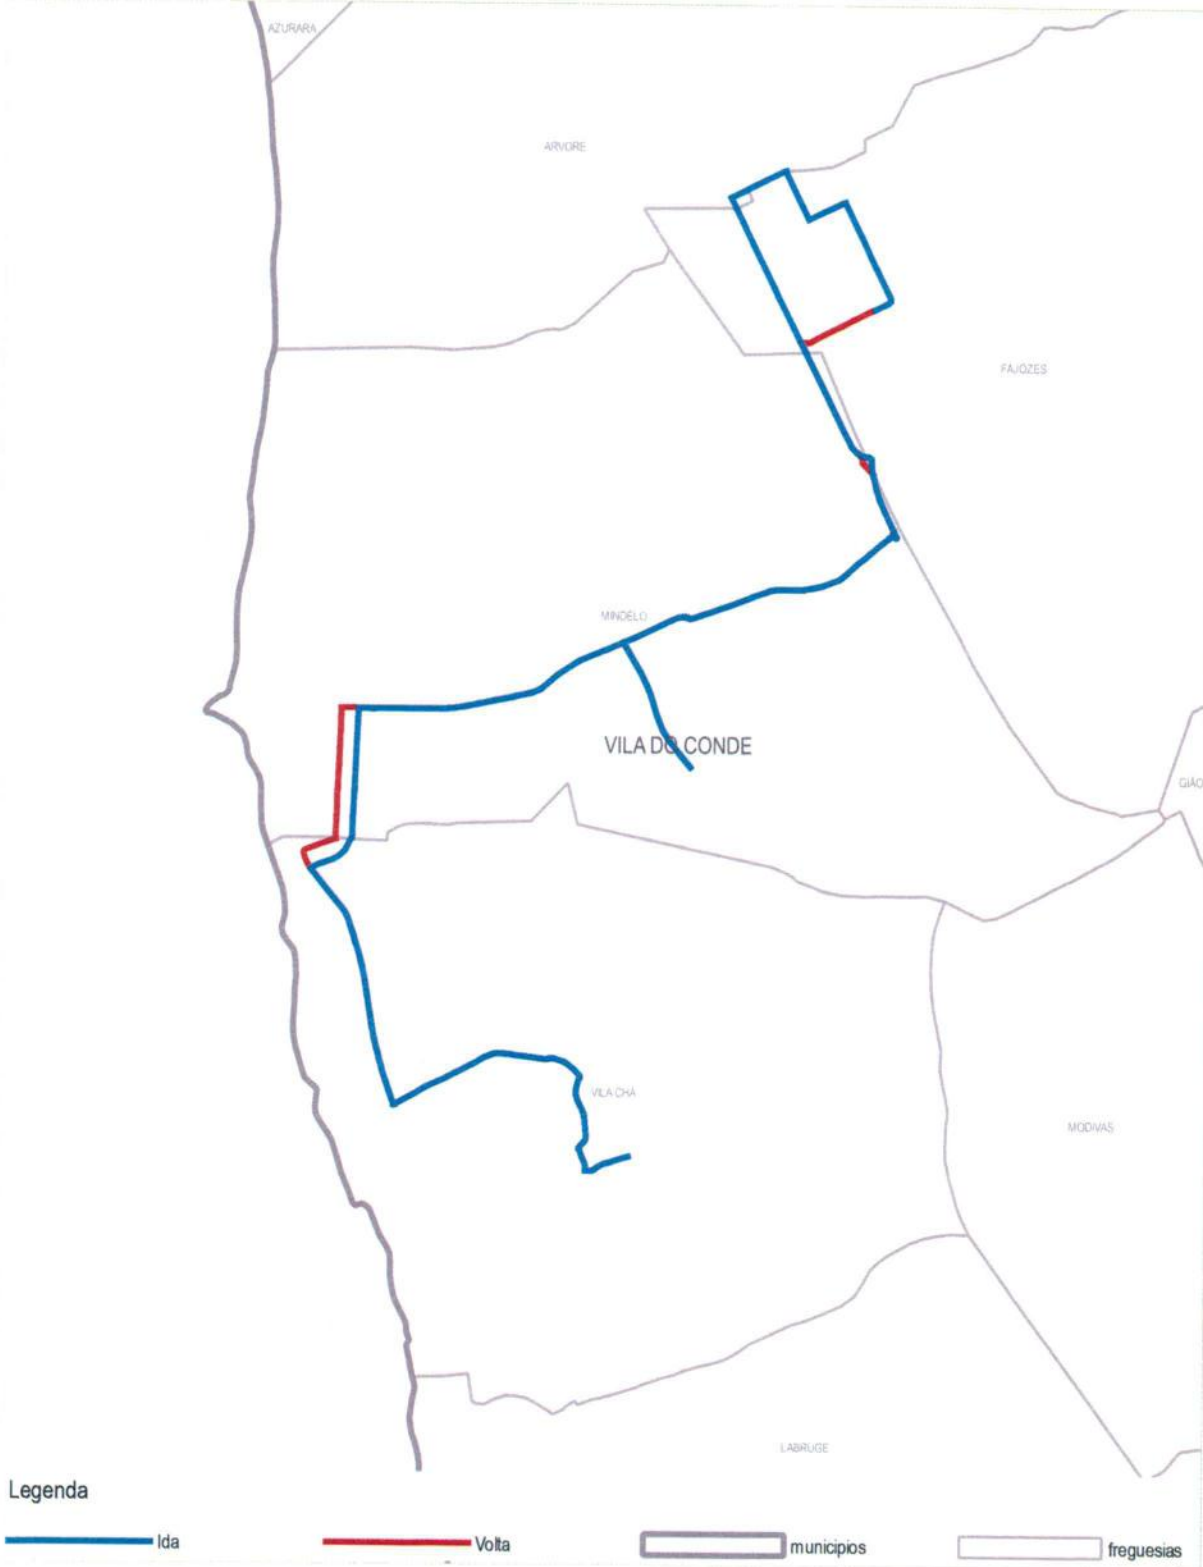 AZURARA
ARVORE
FAJOZES
MINDELO
VILA DO CONDE
GIÃO
VILA CHÃ
MODIVAS
LABRUGE
Legenda
Ida
Volta
municipios
freguesias